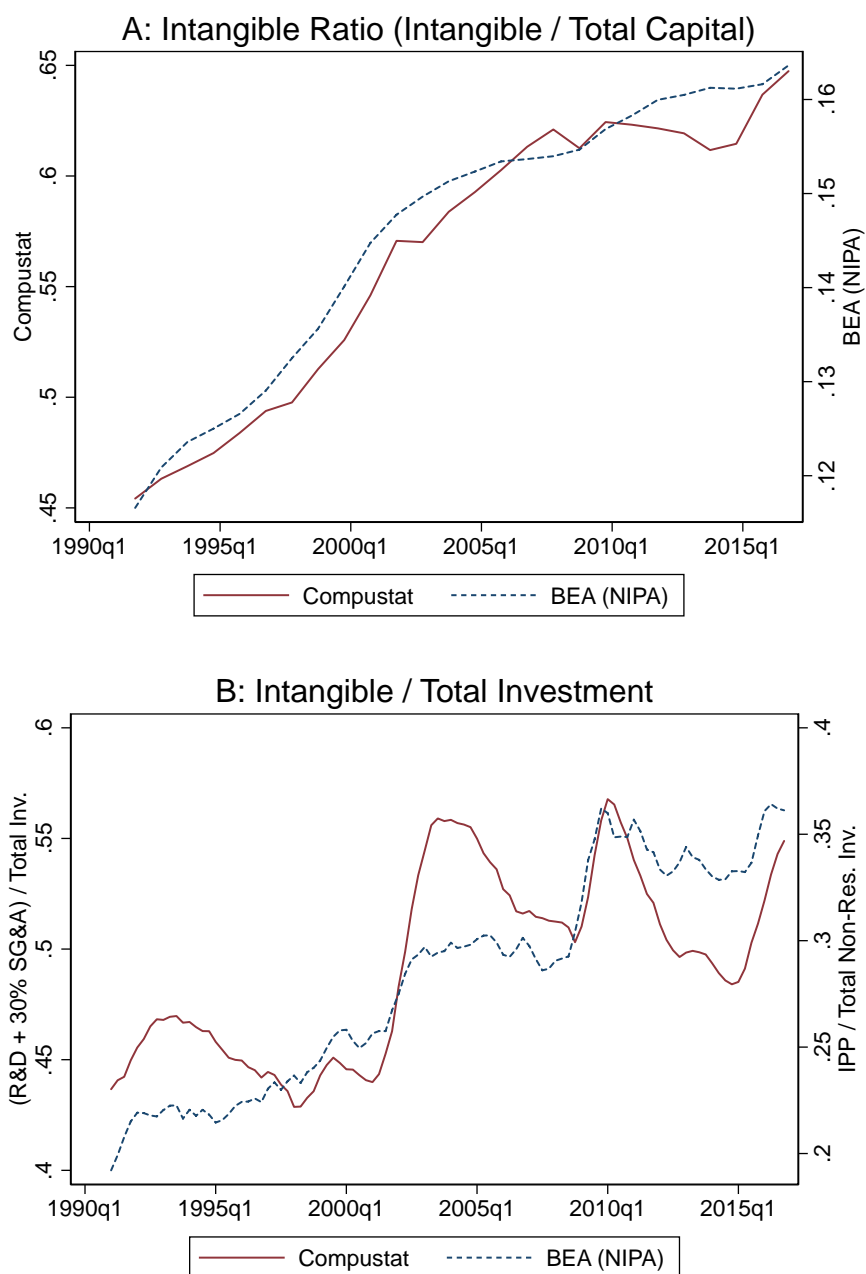 A: Intangible Ratio (Intangible / Total Capital)
.65
.6
.55
.5
.45
Compustat
.16
.15
.14
.13
.12
BEA (NIPA)
1990q1 1995q1 2000q1 2005q1 2010q1 2015q1
Compustat BEA (NIPA)
B: Intangible / Total Investment
.6
.55
.5
.45
.4
(R&D + 30% SG&A) / Total Inv.
.4
.35
.3
.25
.2
IPP / Total Non-Res. Inv.
1990q1 1995q1 2000q1 2005q1 2010q1 2015q1
Compustat BEA (NIPA)